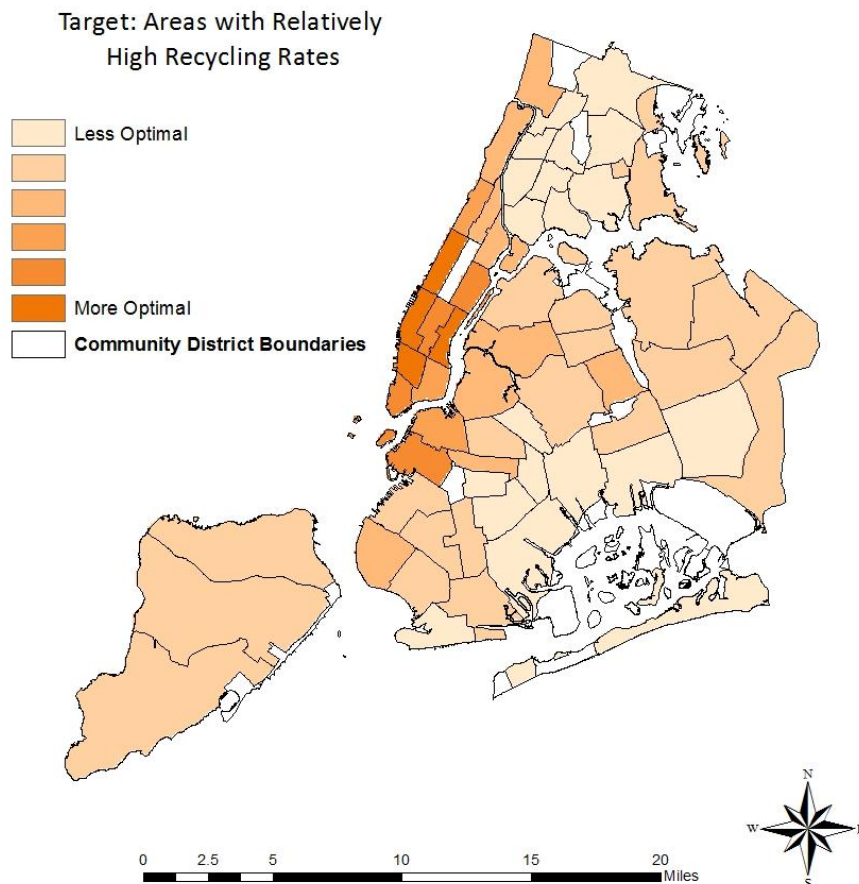 Target: Areas with Relatively
High Recycling Rates
Less Optimal
More Optimal
Community District Boundaries
N
W
E
S
0 2.5 5 10 15 20
Miles